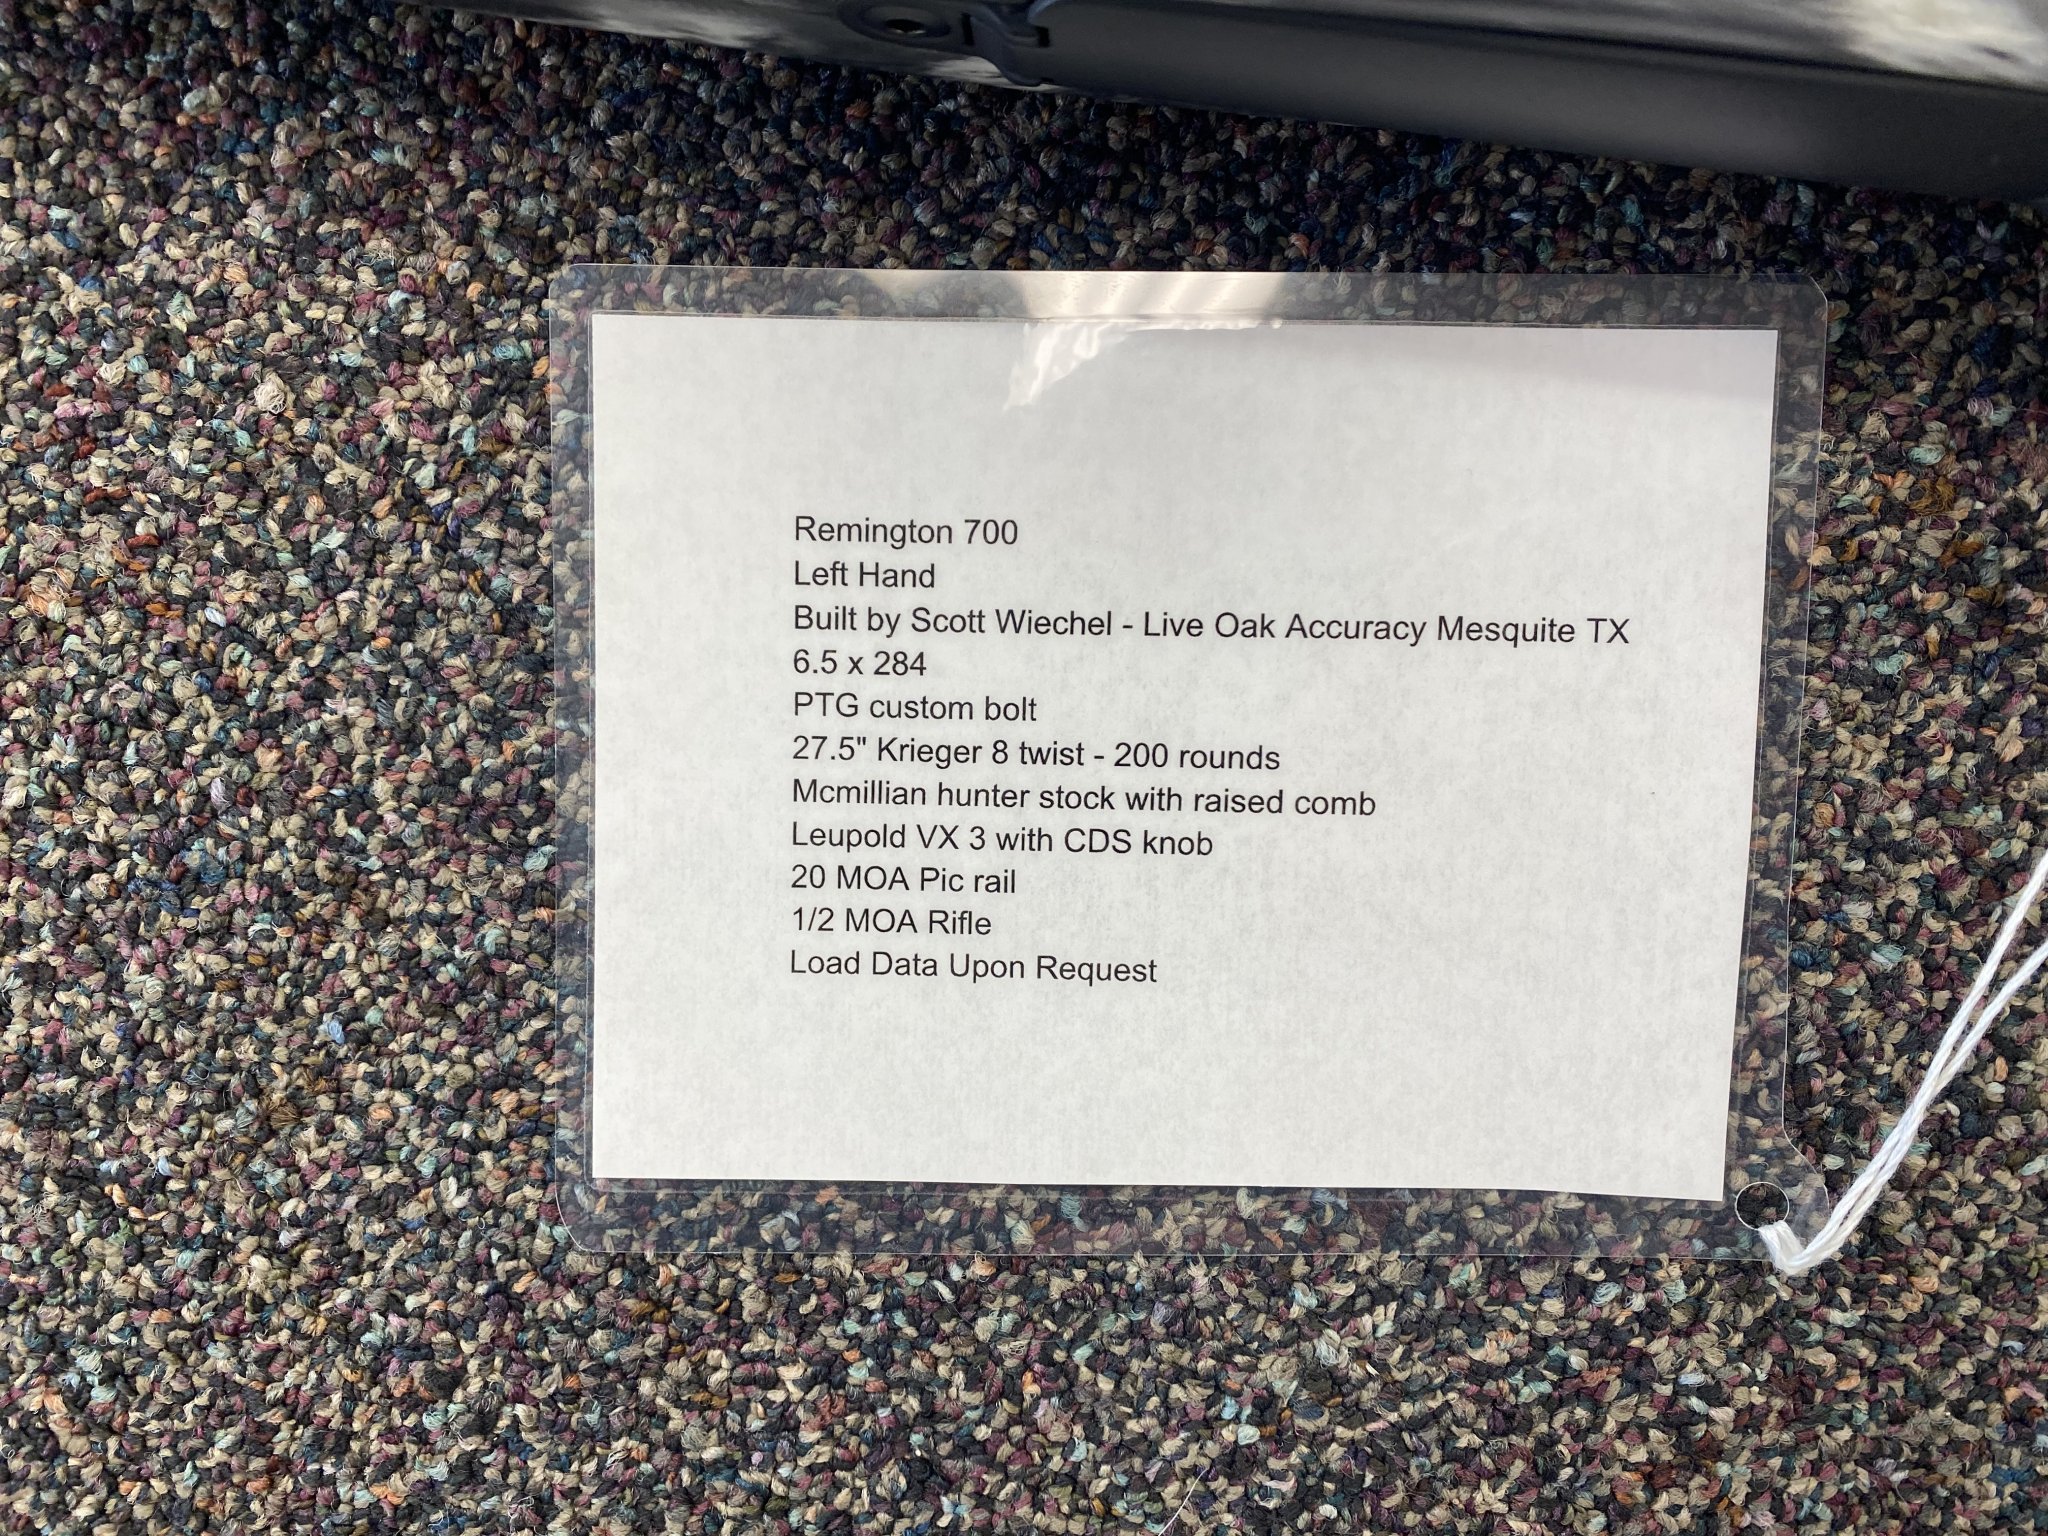 Remington 700
Left Hand
Built by Scott Wiechel - Live Oak Accuracy Mesquite TX
6.5 x 284
PTG custom bolt
27.5" Krieger 8 twist - 200 rounds
Mcmillian hunter stock with raised comb
Leupold VX 3 with CDS knob
20 MOA Pic rail
1/2 MOA Rifle
Load Data Upon Request